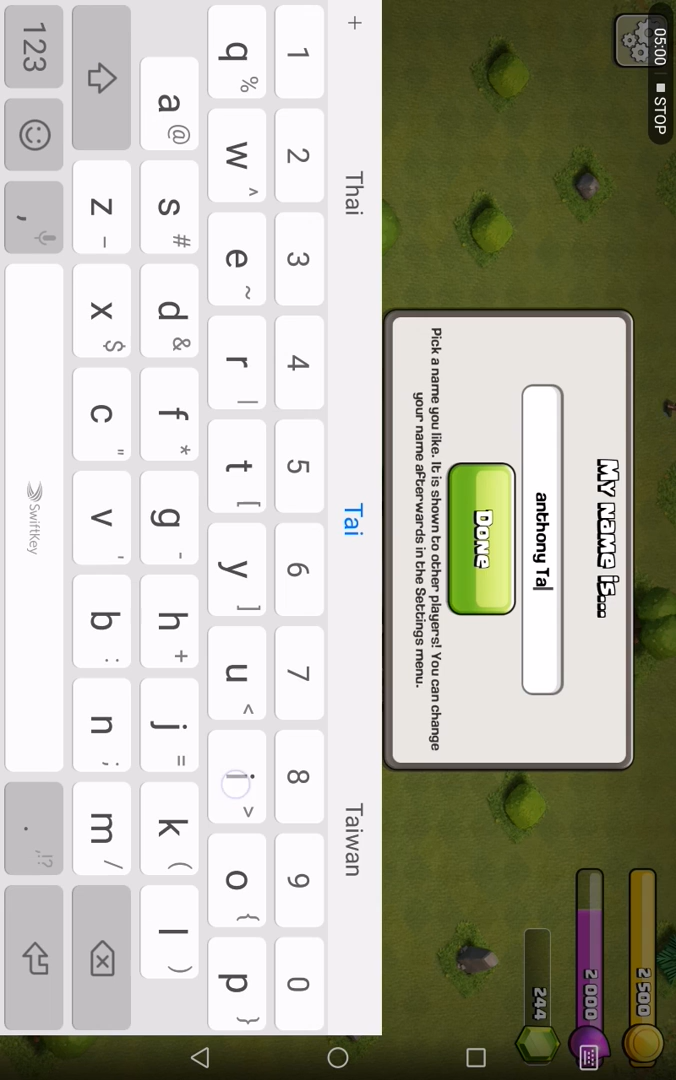 05:00 STOP
My name is...
anthony Ta
Done
Pick a name you like. It is shown to other players! You can change
your name afterwards in the Settings menu.
2 500
2 000
244
+ Thai Tai Taiwan
1 2 3 4 5 6 7 8 9 0
q % w ^ e ~ r | t [ y ] u < i > o { p }
a @ s # d & f * g - h + j = k ( l )
z _ x $ c " v ' b : n ; m /
123 , SwiftKey . ,!?